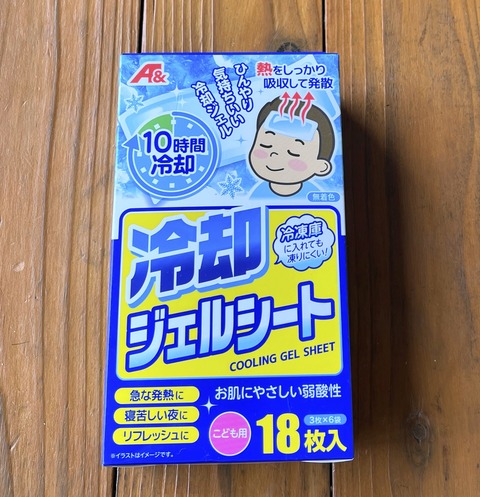 A&
ひんやり
気持ちいい
冷却ジェル
熱をしっかり
吸収して発散
10時間
冷却
無着色
冷却
ジェルシート
COOLING GEL SHEET
冷凍庫
に入れても
凍りにくい!
急な発熱に
寝苦しい夜に
リフレッシュに
お肌にやさしい弱酸性
こども用
3枚×6袋
18枚入
※イラストはイメージです。